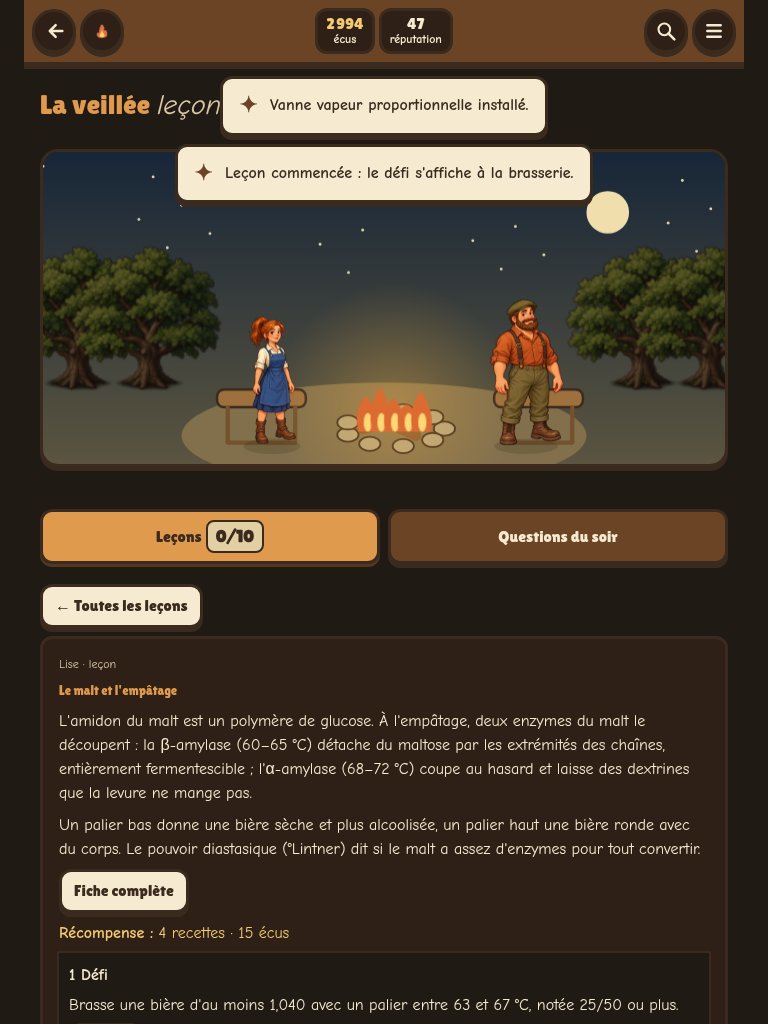 2 994
écus
47
réputation
La veillée leçon
Vanne vapeur proportionnelle installé.
Leçon commencée : le défi s'affiche à la brasserie.
Leçons 0/10
Questions du soir
← Toutes les leçons
Lise · leçon
Le malt et l'empâtage
L'amidon du malt est un polymère de glucose. À l'empâtage, deux enzymes du malt le
découpent : la β-amylase (60–65 °C) détache du maltose par les extrémités des chaînes,
entièrement fermentescible ; l'α-amylase (68–72 °C) coupe au hasard et laisse des dextrines
que la levure ne mange pas.
Un palier bas donne une bière sèche et plus alcoolisée, un palier haut une bière ronde avec
du corps. Le pouvoir diastasique (°Lintner) dit si le malt a assez d'enzymes pour tout convertir.
Fiche complète
Récompense : 4 recettes · 15 écus
1 Défi
Brasse une bière d'au moins 1,040 avec un palier entre 63 et 67 °C, notée 25/50 ou plus.